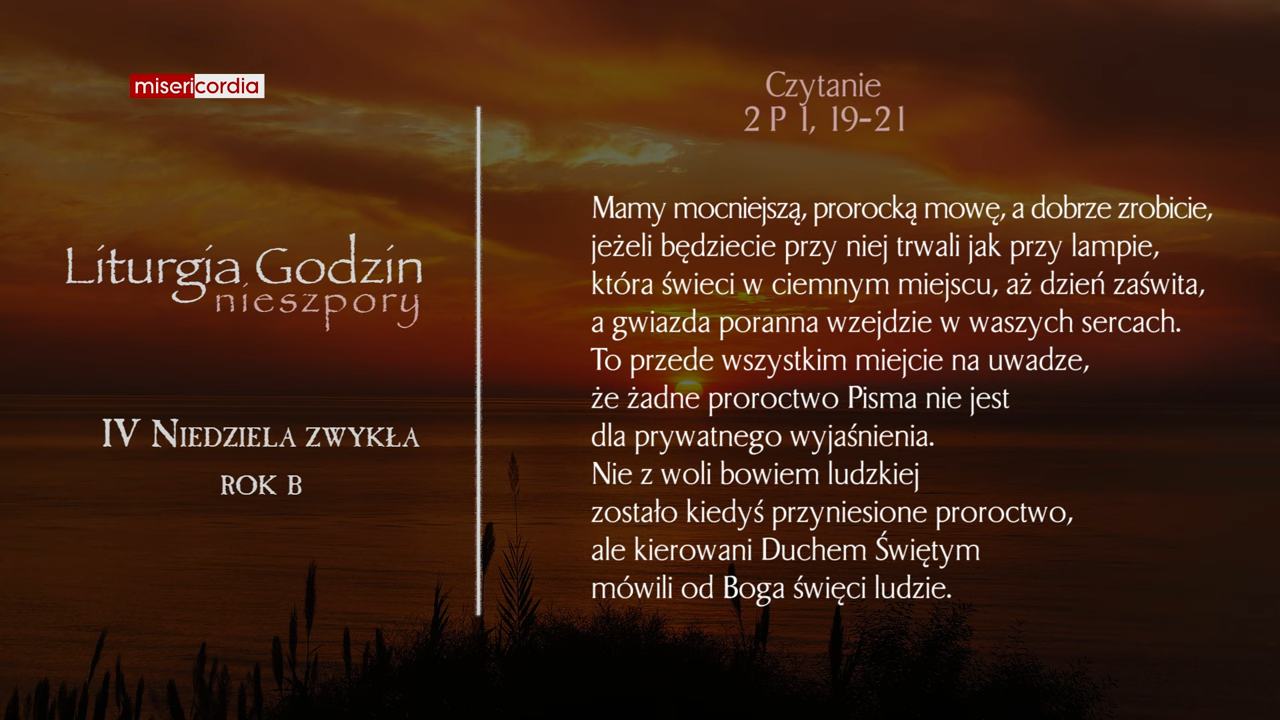 misericordia
Liturgia Godzin
nieszpory
IV Niedziela zwykła
rok B
Czytanie
2 P 1, 19-21
Mamy mocniejszą, prorocką mowę, a dobrze zrobicie,
jeżeli będziecie przy niej trwali jak przy lampie,
która świeci w ciemnym miejscu, aż dzień zaświta,
a gwiazda poranna wzejdzie w waszych sercach.
To przede wszystkim miejcie na uwadze,
że żadne proroctwo Pisma nie jest
dla prywatnego wyjaśnienia.
Nie z woli bowiem ludzkiej
zostało kiedyś przyniesione proroctwo,
ale kierowani Duchem Świętym
mówili od Boga święci ludzie.